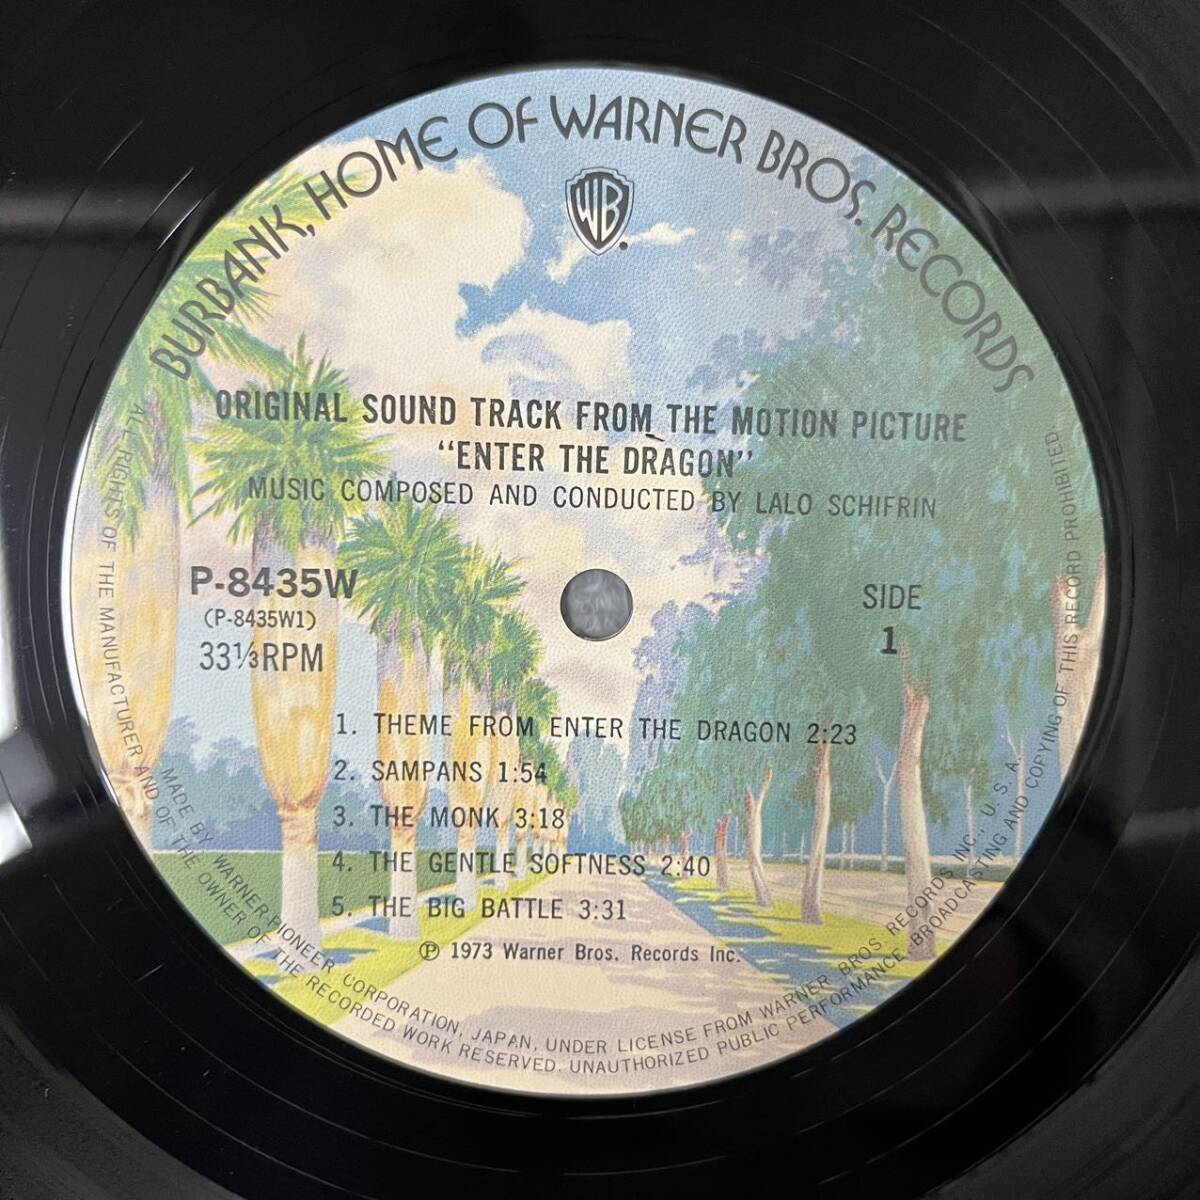 BURBANK, HOME OF WARNER BROS. RECORDS
WB
ORIGINAL SOUND TRACK FROM THE MOTION PICTURE
"ENTER THE DRAGON"
MUSIC COMPOSED AND CONDUCTED BY LALO SCHIFRIN
P-8435W
(P-8435W1)
33⅓RPM
SIDE
1
1. THEME FROM ENTER THE DRAGON 2:23
2. SAMPANS 1:54
3. THE MONK 3:18
4. THE GENTLE SOFTNESS 2:40
5. THE BIG BATTLE 3:31
Ⓟ 1973 Warner Bros. Records Inc.
MADE BY WARNER-PIONEER CORPORATION, JAPAN, UNDER LICENSE FROM WARNER BROS. RECORDS INC., U.S.A.
ALL RIGHTS OF THE MANUFACTURER AND OF THE OWNER OF THE RECORDED WORK RESERVED. UNAUTHORIZED PUBLIC PERFORMANCE, BROADCASTING AND COPYING OF THIS RECORD PROHIBITED.